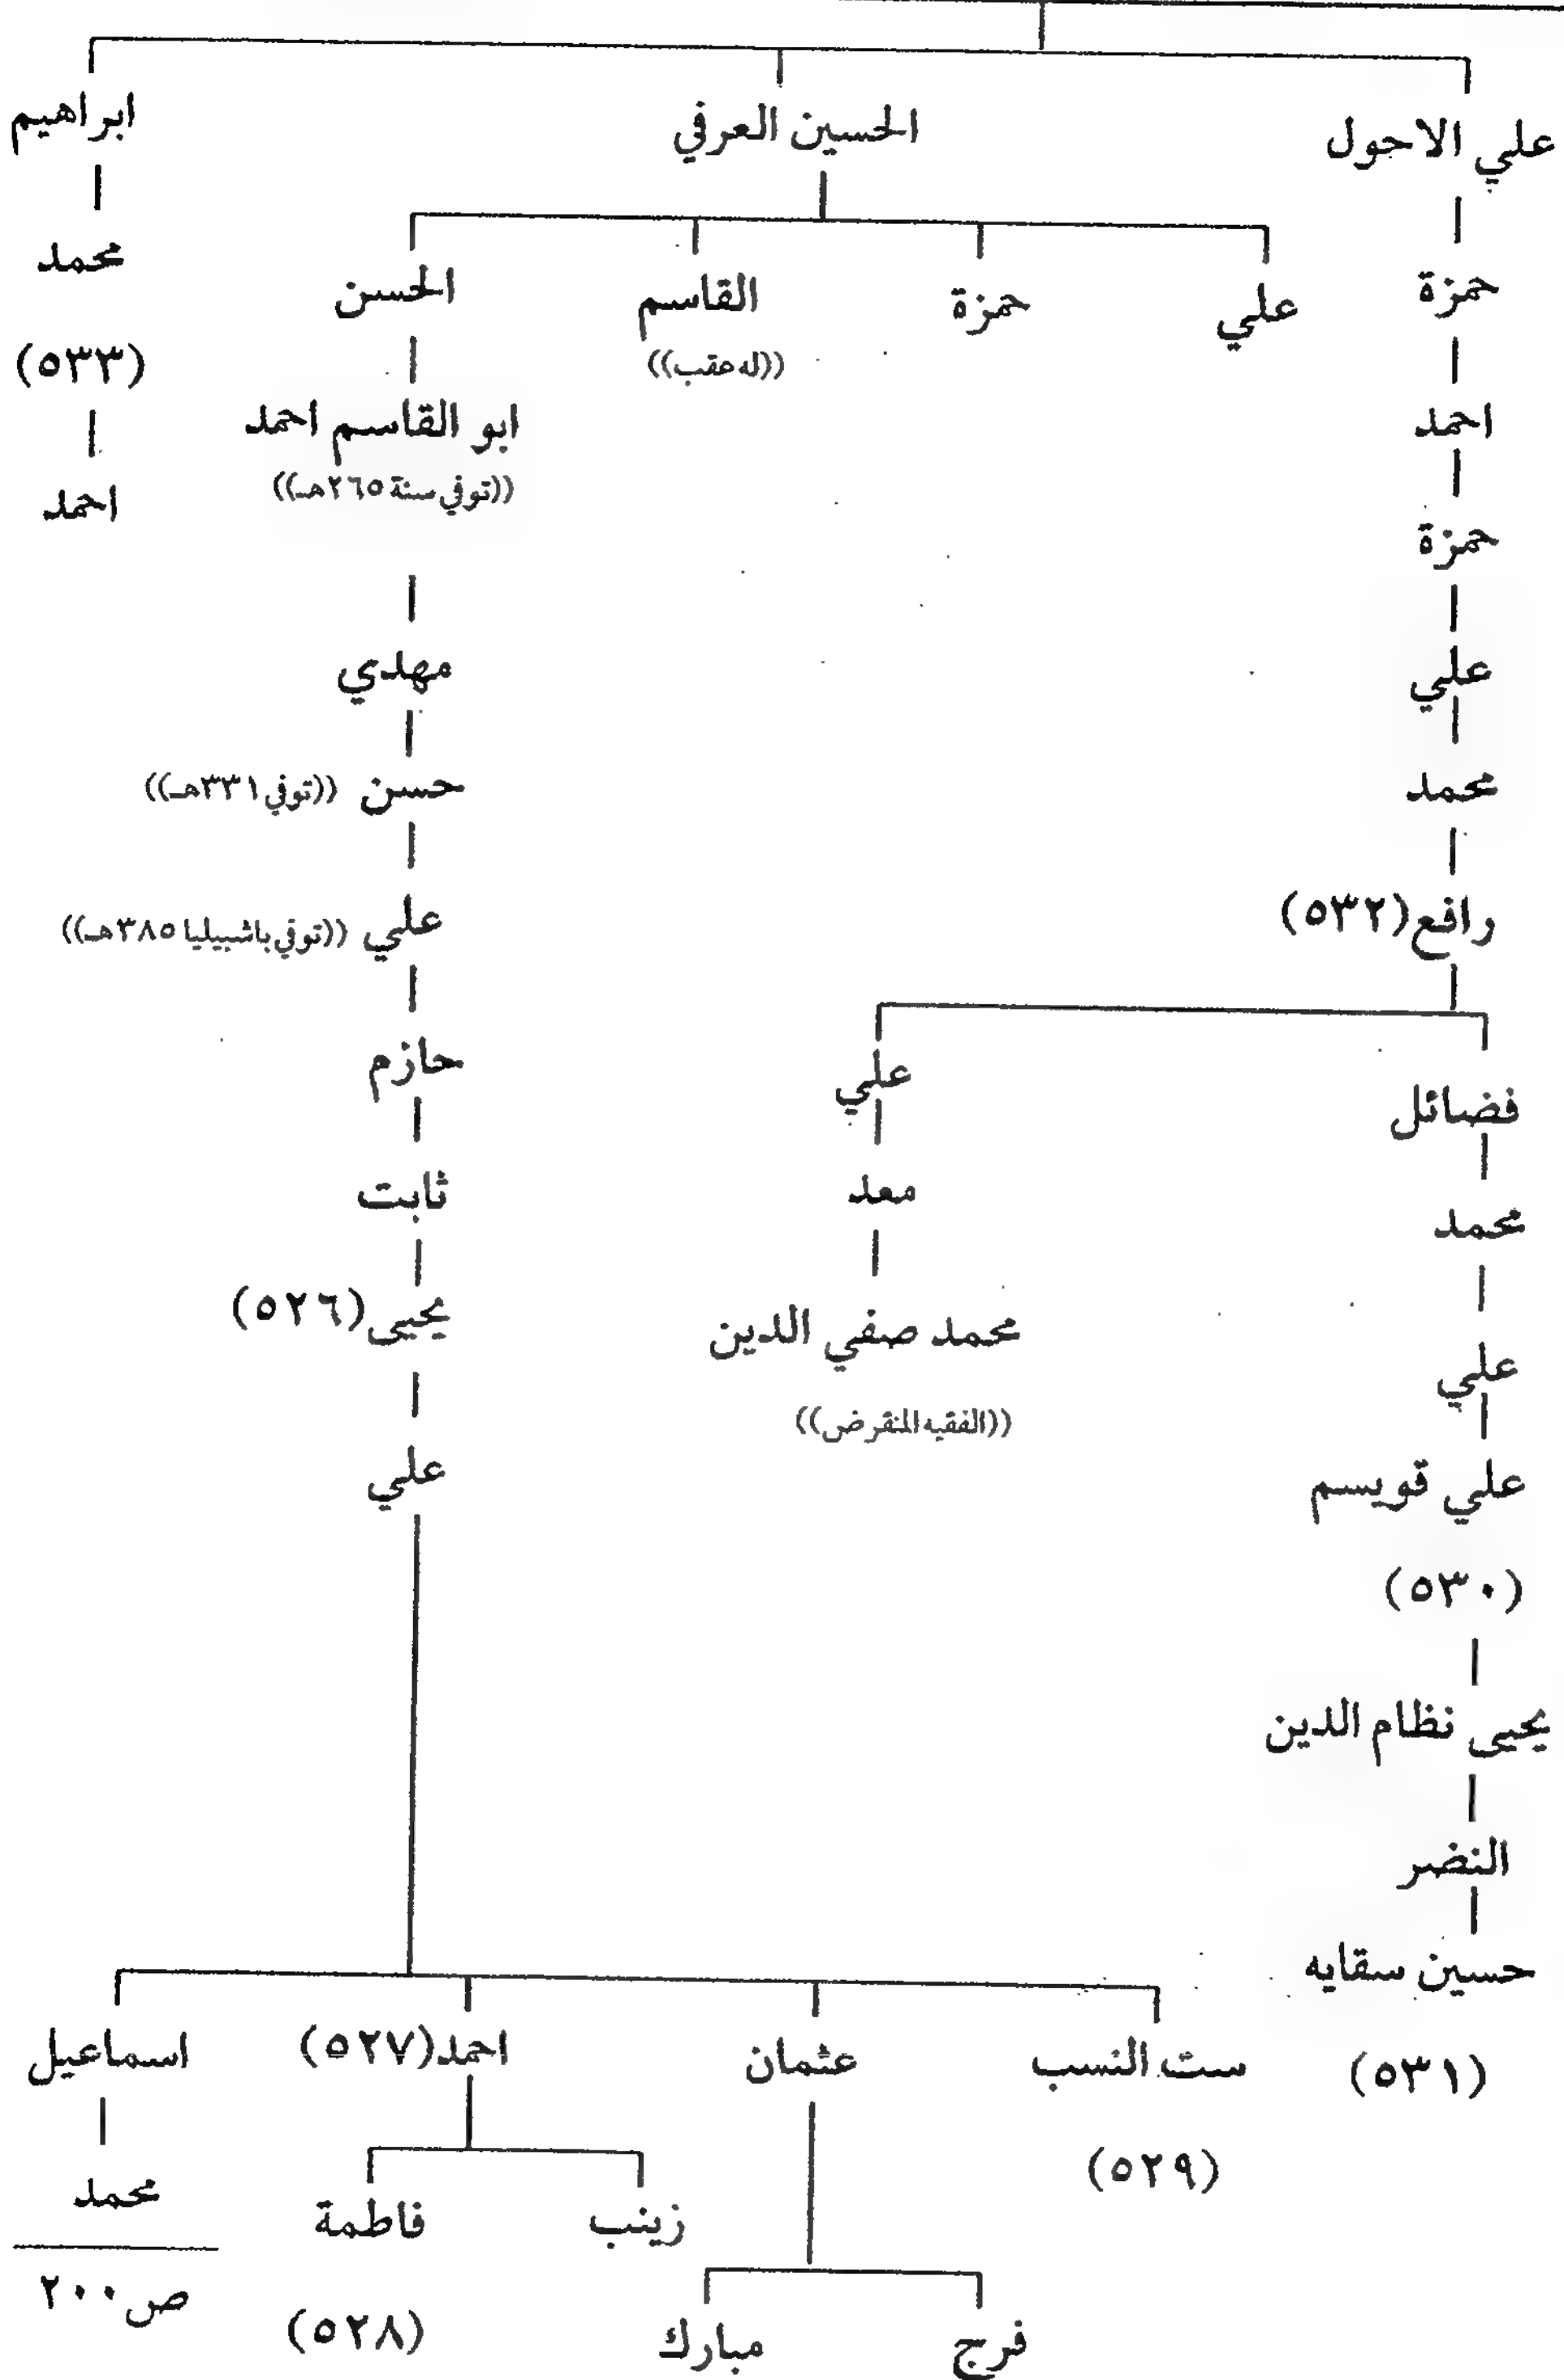 علي الاحول
حمزة
احمد
حمزة
علي
محمد
رافع (٥٣٢)
فضائل
محمد
علي
علي قويسم
(٥٣٠)
يحيى نظام الدين
النضر
حسين سقايه
(٥٣١)
علي
معد
محمد صفي الدين
((الفقيه المنقرض))
الحسين العرفي
علي
حمزة
القاسم
((له عقب))
الحسن
ابو القاسم احمد
((توفي سنة ٢٦٥هـ))
مهدي
حسن ((توفي ٣٣١هـ))
علي ((توفي باشبيليا ٣٨٥هـ))
حازم
ثابت
يحيى (٥٢٦)
علي
ست النسب
(٥٢٩)
عثمان
فرج
مبارك
احمد (٥٢٧)
زينب
فاطمة
(٥٢٨)
اسماعيل
محمد
ص ٢٠٠
ابراهيم
محمد
(٥٣٣)
احمد